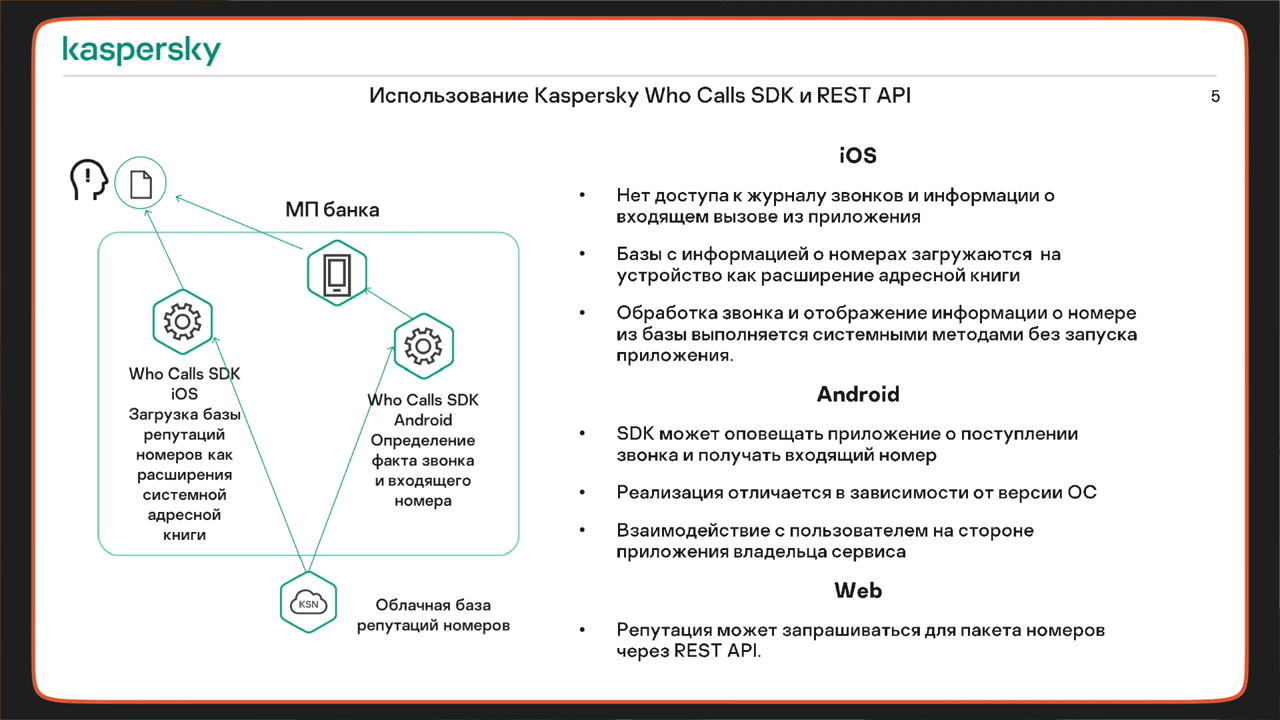 kaspersky
Использование Kaspersky Who Calls SDK и REST API
5
МП банка
Who Calls SDK
iOS
Загрузка базы
репутаций
номеров как
расширения
системной
адресной
книги
Who Calls SDK
Android
Определение
факта звонка
и входящего
номера
KSN
Облачная база
репутаций номеров
iOS
• Нет доступа к журналу звонков и информации о
входящем вызове из приложения
• Базы с информацией о номерах загружаются на
устройство как расширение адресной книги
• Обработка звонка и отображение информации о номере
из базы выполняется системными методами без запуска
приложения.
Android
• SDK может оповещать приложение о поступлении
звонка и получать входящий номер
• Реализация отличается в зависимости от версии ОС
• Взаимодействие с пользователем на стороне
приложения владельца сервиса
Web
• Репутация может запрашиваться для пакета номеров
через REST API.